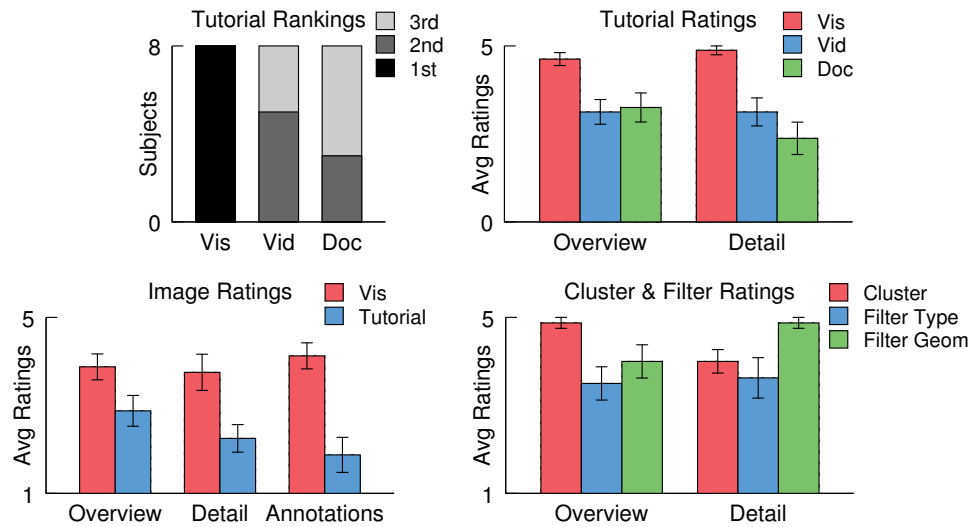 Tutorial Rankings
3rd
2nd
1st
8
Subjects
0
Vis Vid Doc
Tutorial Ratings
Vis
Vid
Doc
5
Avg Ratings
0
Overview Detail
Image Ratings
Vis
Tutorial
5
Avg Ratings
1
Overview Detail Annotations
Cluster & Filter Ratings
Cluster
Filter Type
Filter Geom
5
Avg Ratings
1
Overview Detail